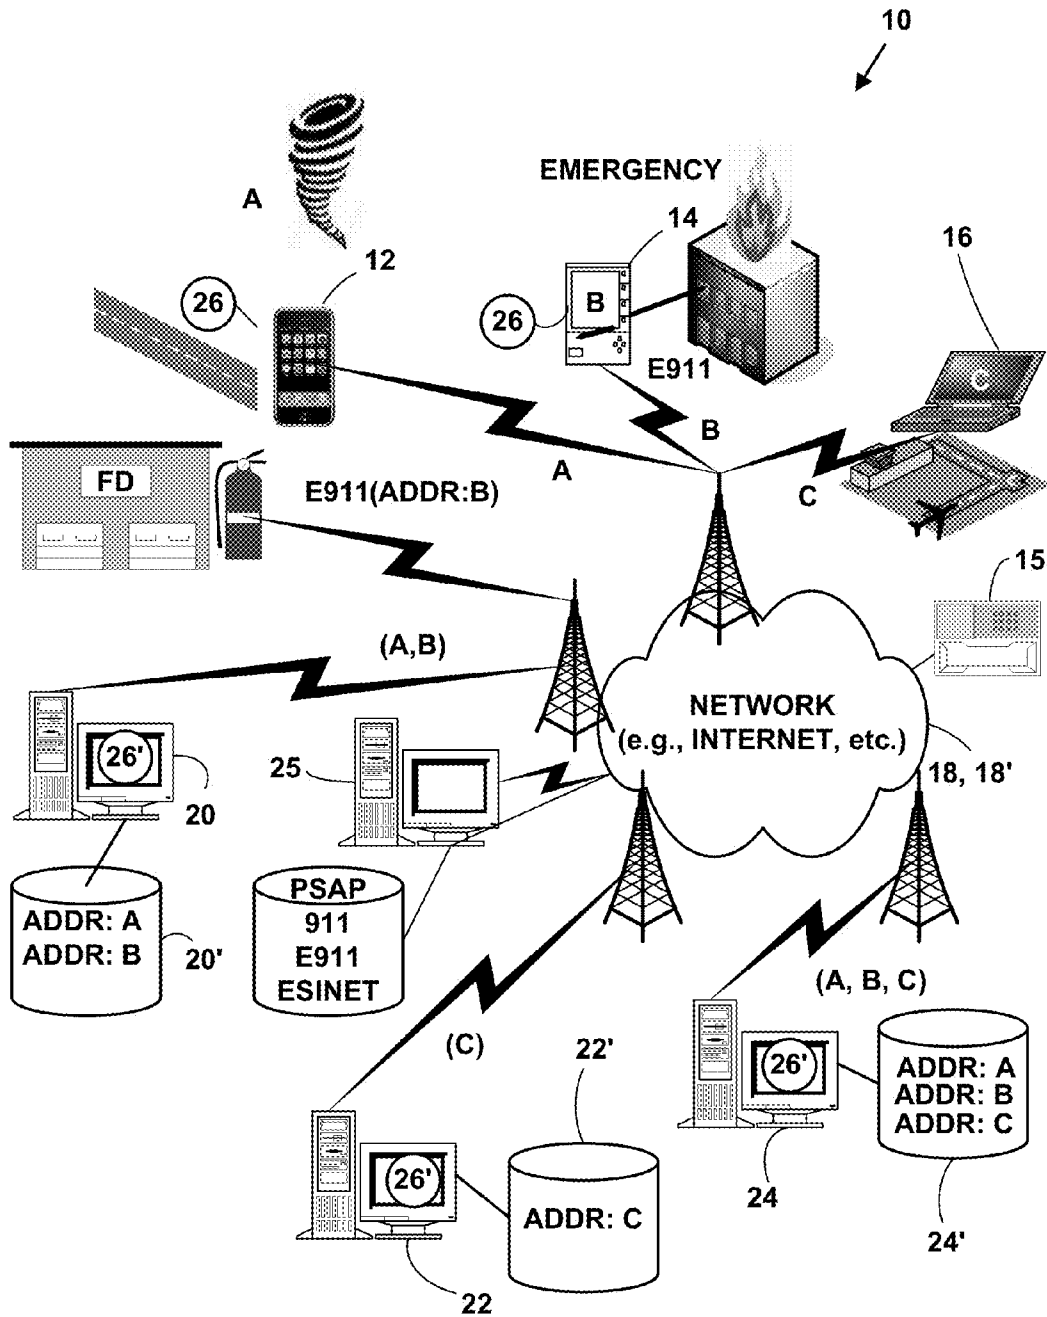 10
EMERGENCY
A
14
16
12
26
B
26
C
E911
B
A
C
FD
E911(ADDR:B)
15
(A,B)
NETWORK
(e.g., INTERNET, etc.)
26'
20
25
18, 18'
PSAP
911
E911
ESINET
ADDR: A
ADDR: B
20'
(A, B, C)
(C)
22'
26'
ADDR: A
ADDR: B
ADDR: C
26'
24
ADDR: C
24'
22